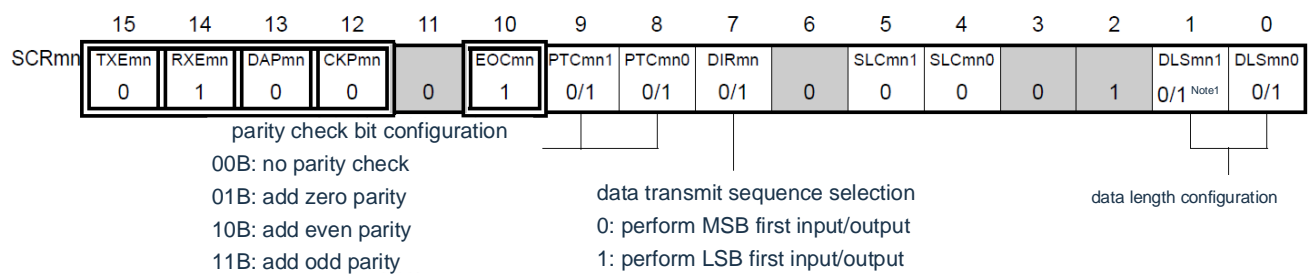 15 14 13 12 11 10 9 8 7 6 5 4 3 2 1 0
SCRmn TXEmn RXEmn DAPmn CKPmn EOCmn PTCmn1 PTCmn0 DIRmn SLCmn1 SLCmn0 DLSmn1 DLSmn0
0 1 0 0 0 1 0/1 0/1 0/1 0 0 0 0 1 0/1 Note1 0/1
parity check bit configuration
00B: no parity check
01B: add zero parity
10B: add even parity
11B: add odd parity
data transmit sequence selection
0: perform MSB first input/output
1: perform LSB first input/output
data length configuration